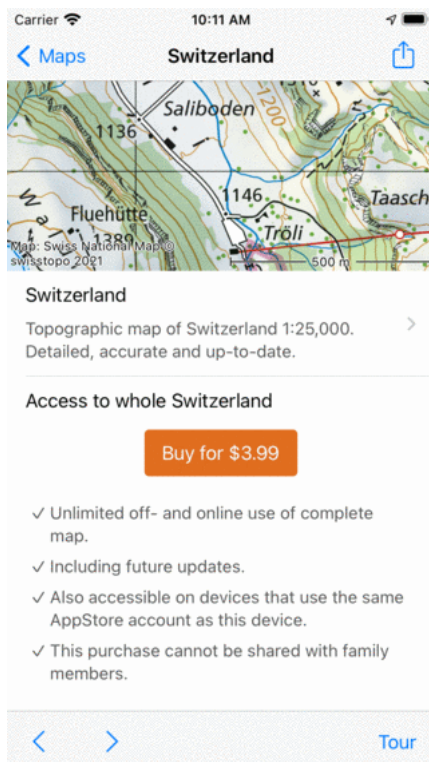 Carrier 10:11 AM
Maps Switzerland
Saliboden
1200
1136
1146
Taasch
Fluehütte
Wa
Tröli
1389
Map: Swiss National Map ©
swisstopo 2021
500 m
Switzerland
Topographic map of Switzerland 1:25,000.
Detailed, accurate and up-to-date.
Access to whole Switzerland
Buy for $3.99
✓ Unlimited off- and online use of complete
map.
✓ Including future updates.
✓ Also accessible on devices that use the same
AppStore account as this device.
✓ This purchase cannot be shared with family
members.
Tour